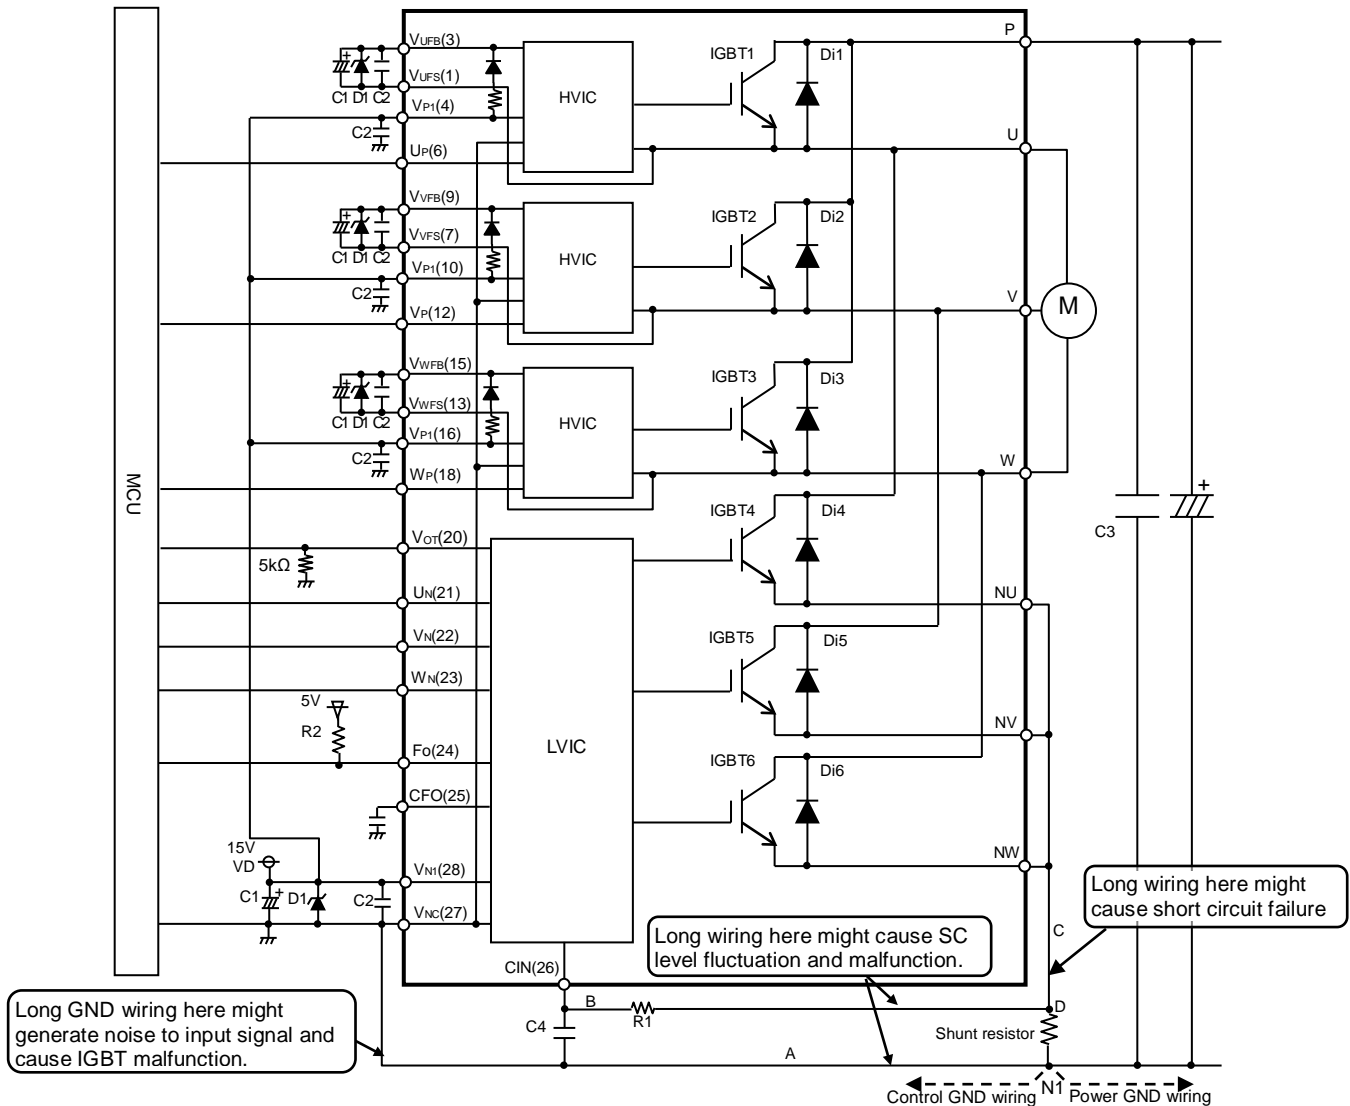 MCU
VUFB(3)
C1 D1 C2
VUFS(1)
VP1(4)
C2
UP(6)
HVIC
IGBT1
Di1
P
U
VVFB(9)
C1 D1 C2
VVFS(7)
VP1(10)
C2
VP(12)
HVIC
IGBT2
Di2
V
M
VWFB(15)
C1 D1 C2
VWFS(13)
VP1(16)
C2
WP(18)
HVIC
IGBT3
Di3
W
VOT(20)
5kΩ
UN(21)
VN(22)
WN(23)
5V
R2
Fo(24)
CFO(25)
15V
VD
VN1(28)
C1
+
D1
C2
VNC(27)
LVIC
IGBT4
Di4
NU
IGBT5
Di5
NV
IGBT6
Di6
NW
C3
+
Long wiring here might
cause short circuit failure
C
Long wiring here might cause SC
level fluctuation and malfunction.
CIN(26)
B
R1
D
C4
Shunt resistor
Long GND wiring here might
generate noise to input signal and
cause IGBT malfunction.
A
N1
Control GND wiring
Power GND wiring